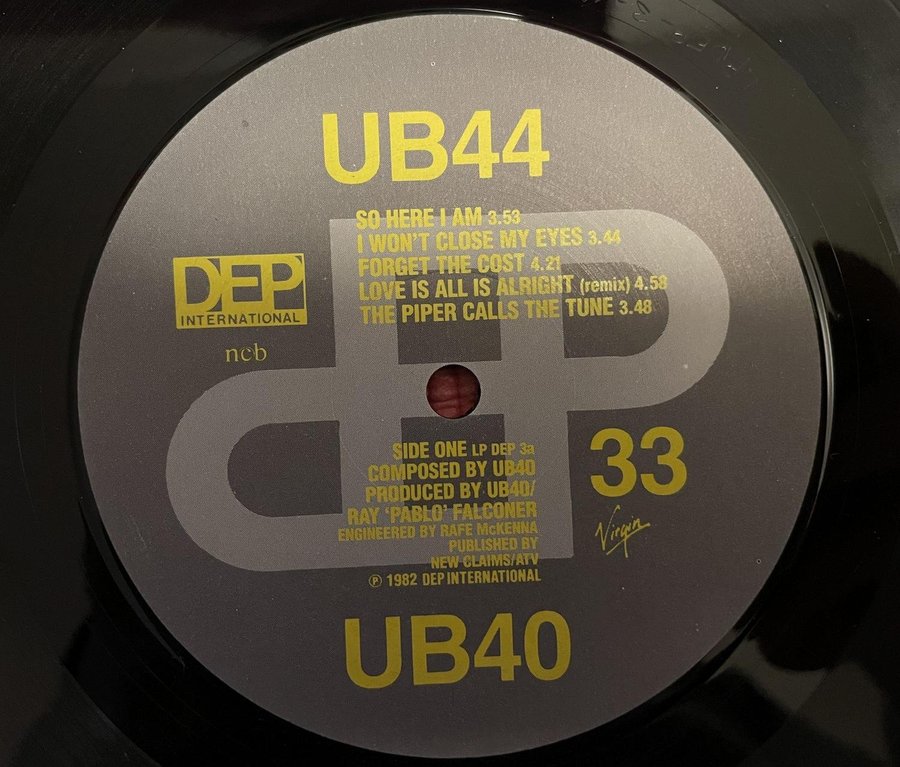 UB44
SO HERE I AM 3.53
I WON'T CLOSE MY EYES 3.44
FORGET THE COST 4.21
LOVE IS ALL IS ALRIGHT (remix) 4.58
THE PIPER CALLS THE TUNE 3.48
DEP
INTERNATIONAL
ncb
DEP
SIDE ONE LP DEP 3a
COMPOSED BY UB40
PRODUCED BY UB40/
RAY 'PABLO' FALCONER
ENGINEERED BY RAFE McKENNA
PUBLISHED BY
NEW CLAIMS/ATV
℗ 1982 DEP INTERNATIONAL
33
Virgin
UB40